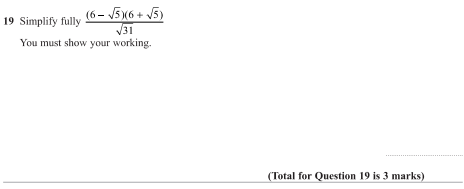 19 Simplify fully (6 − √5)(6 + √5) / √31
You must show your working.
(Total for Question 19 is 3 marks)